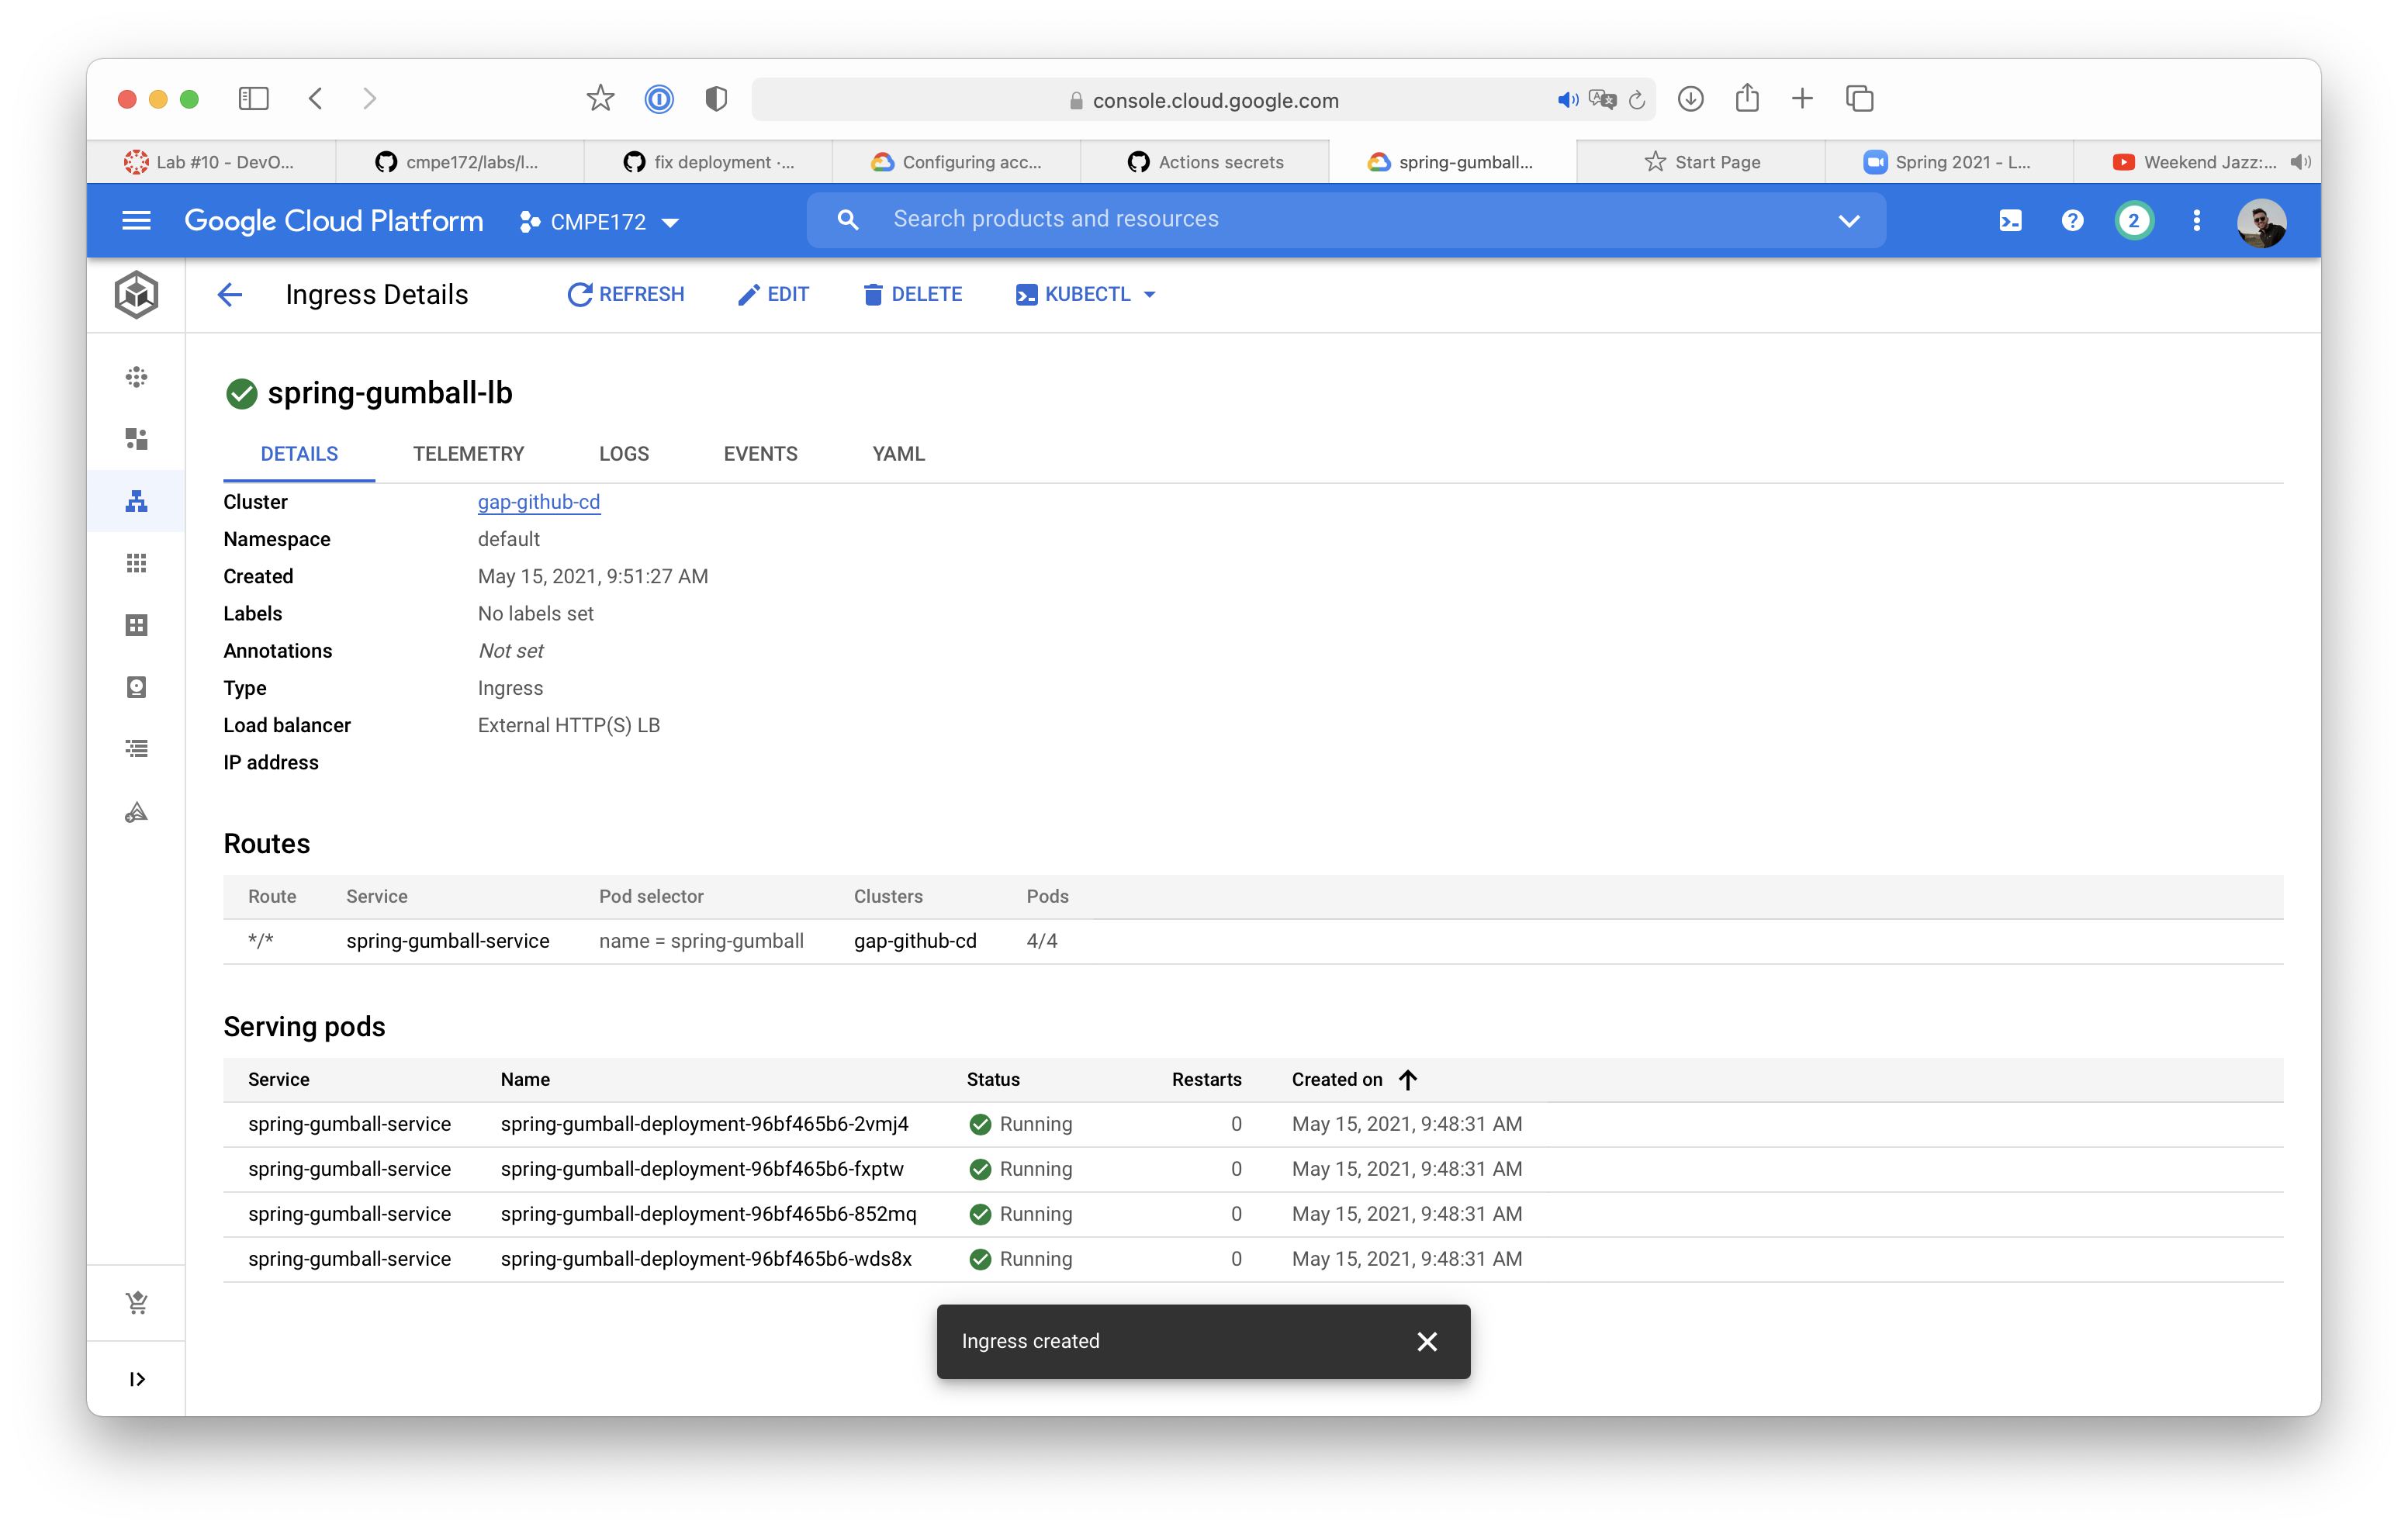 console.cloud.google.com
Lab #10 - DevO...
cmpe172/labs/l...
fix deployment ·...
Configuring acc...
Actions secrets
spring-gumball...
Start Page
Spring 2021 - L...
Weekend Jazz:...
Google Cloud Platform
CMPE172
Search products and resources
2
Ingress Details
REFRESH
EDIT
DELETE
KUBECTL
spring-gumball-lb
DETAILS TELEMETRY LOGS EVENTS YAML
Cluster gap-github-cd
Namespace default
Created May 15, 2021, 9:51:27 AM
Labels No labels set
Annotations Not set
Type Ingress
Load balancer External HTTP(S) LB
IP address
Routes
Route Service Pod selector Clusters Pods
*/* spring-gumball-service name = spring-gumball gap-github-cd 4/4
Serving pods
Service Name Status Restarts Created on
spring-gumball-service spring-gumball-deployment-96bf465b6-2vmj4 Running 0 May 15, 2021, 9:48:31 AM
spring-gumball-service spring-gumball-deployment-96bf465b6-fxptw Running 0 May 15, 2021, 9:48:31 AM
spring-gumball-service spring-gumball-deployment-96bf465b6-852mq Running 0 May 15, 2021, 9:48:31 AM
spring-gumball-service spring-gumball-deployment-96bf465b6-wds8x Running 0 May 15, 2021, 9:48:31 AM
Ingress created